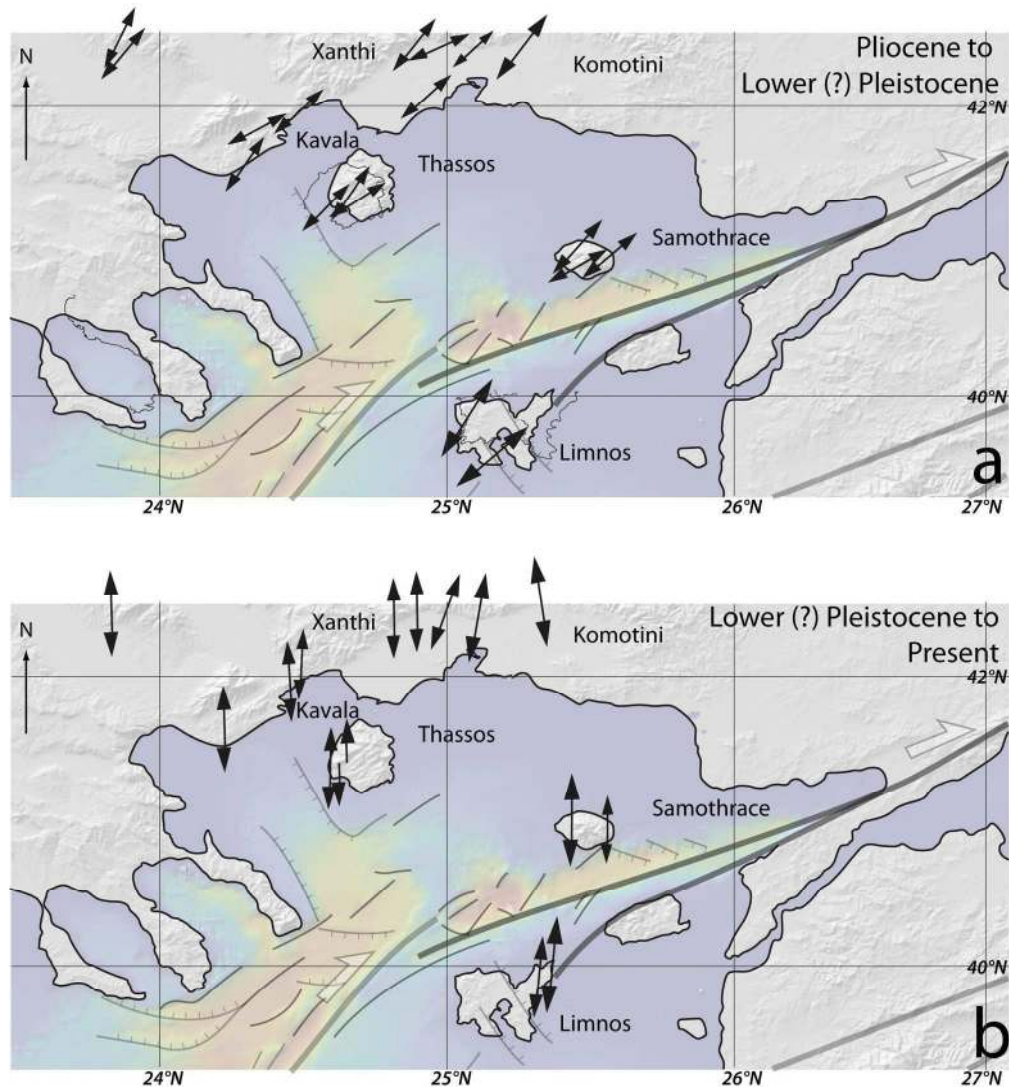 Pliocene to
Lower (?) Pleistocene
N
Xanthi
Komotini
42°N
Kavala
Thassos
Samothrace
40°N
Limnos
a
24°N
25°N
26°N
27°N
Lower (?) Pleistocene to
Present
N
Xanthi
Komotini
42°N
Kavala
Thassos
Samothrace
40°N
Limnos
b
24°N
25°N
26°N
27°N